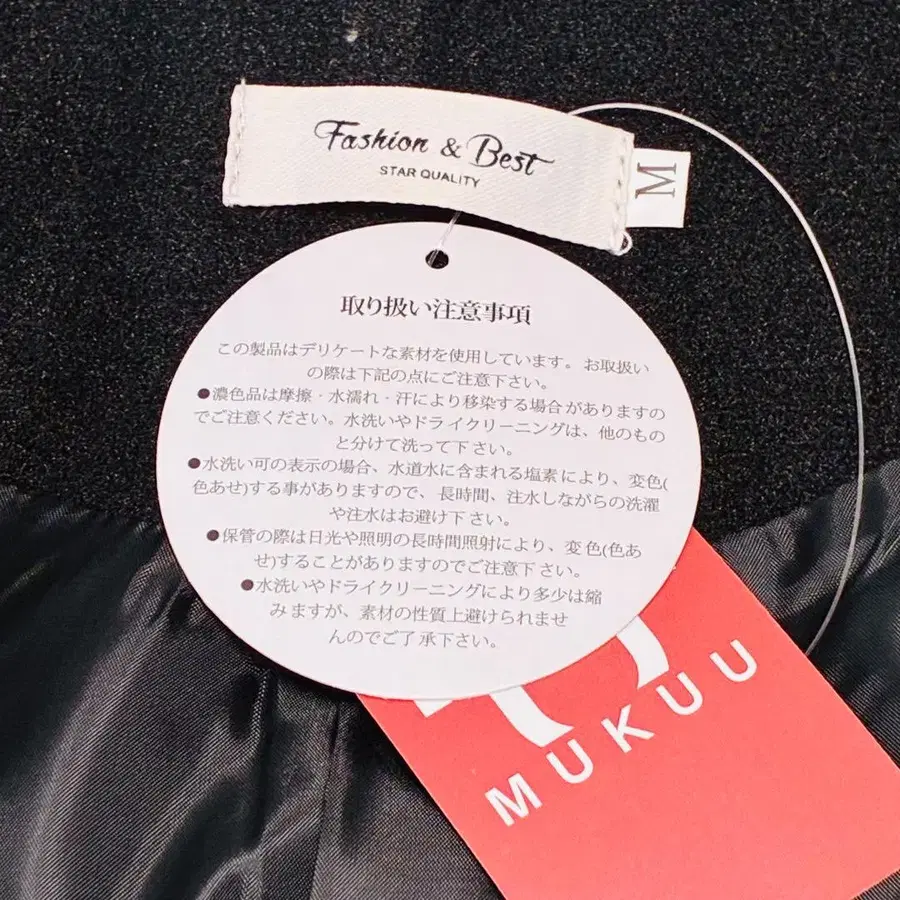 Fashion & Best
STAR QUALITY
M
取り扱い注意事項
この製品はデリケートな素材を使用しています。お取扱い
の際は下記の点にご注意下さい。
●濃色品は摩擦・水濡れ・汗により移染する場合がありますの
でご注意ください。水洗いやドライクリーニングは、他のもの
と分けて洗って下さい。
●水洗い可の表示の場合、水道水に含まれる塩素により、変色(
色あせ)する事がありますので、長時間、注水しながらの洗濯
や注水はお避け下さい。
●保管の際は日光や照明の長時間照射により、変色(色あ
せ)することがありますのでご注意下さい。
●水洗いやドライクリーニングにより多少は縮
みますが、素材の性質上避けられませ
んのでご了承下さい。
MUKUU